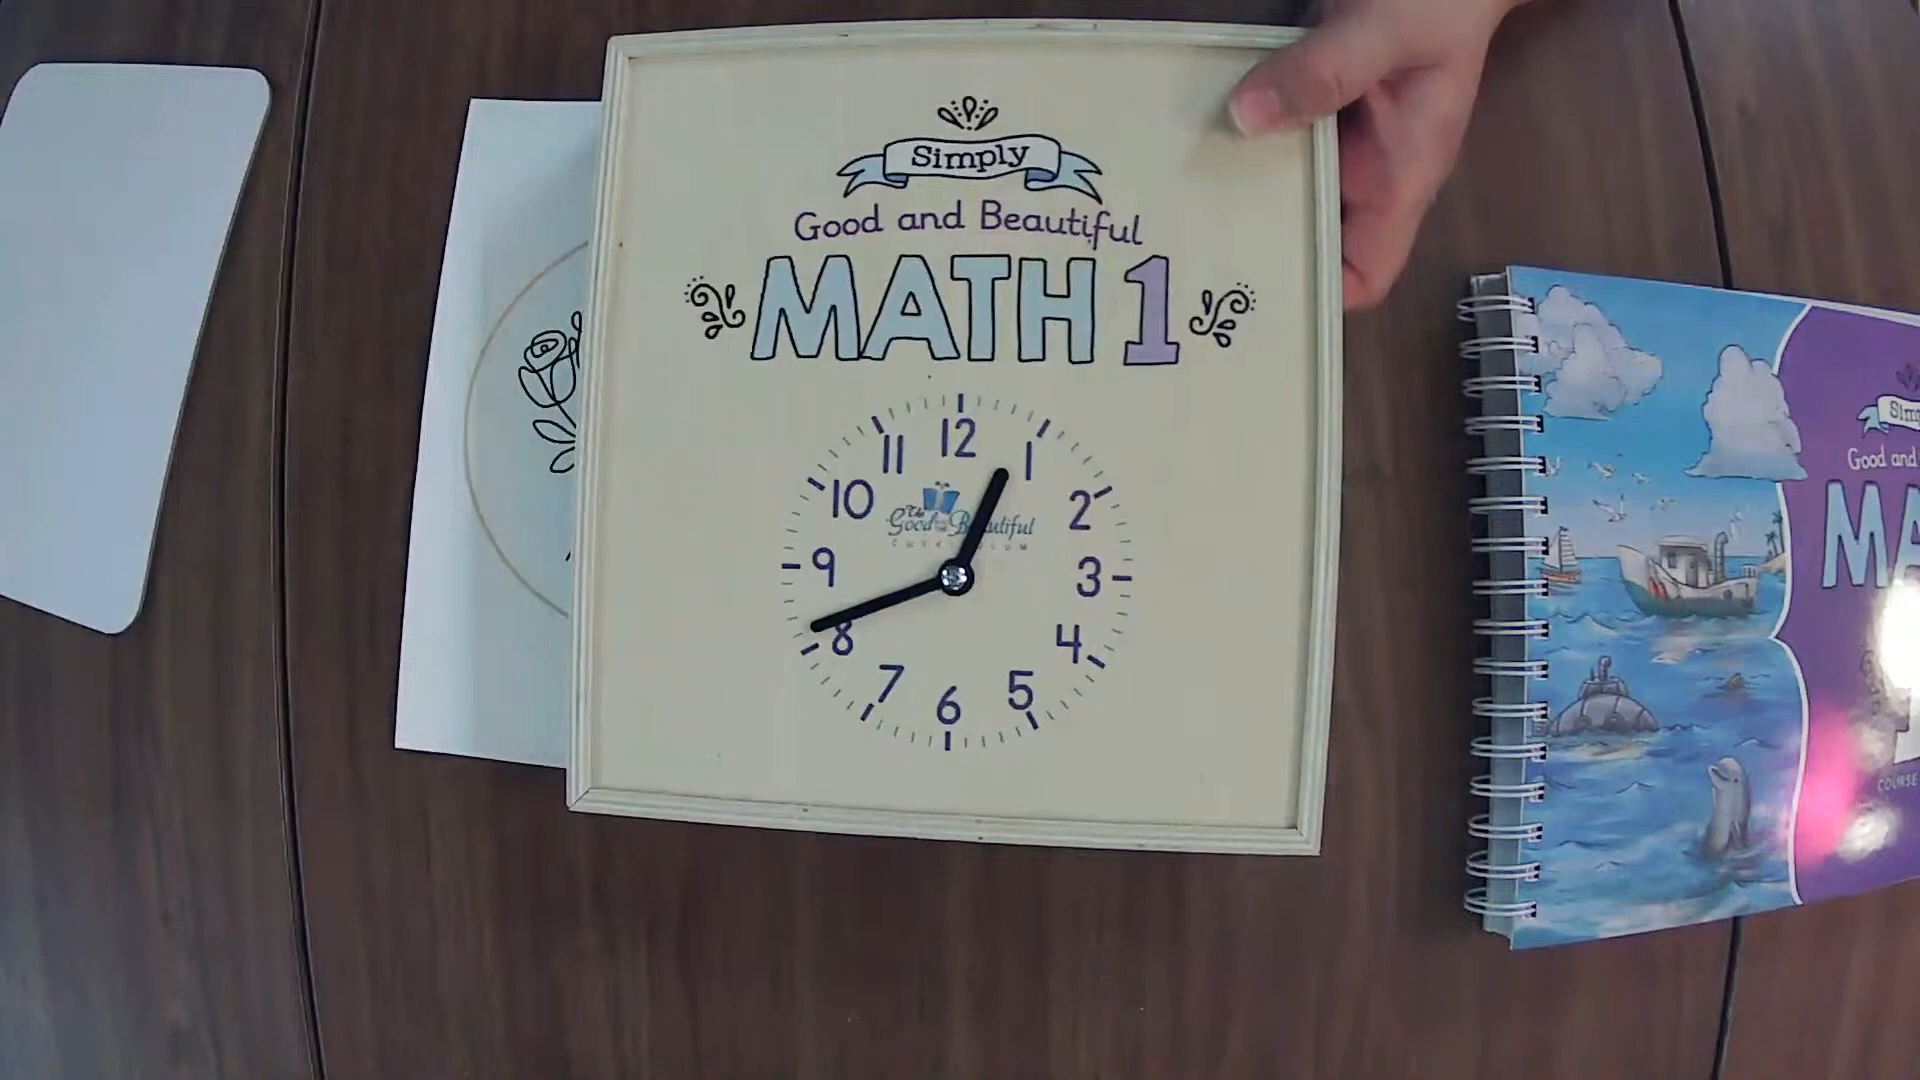 Simply
Good and Beautiful
MATH 1
12
11
1
10
2
The
Good and Beautiful
CURRICULUM
9
3
8
4
7
5
6
Good and
MA
COURSE